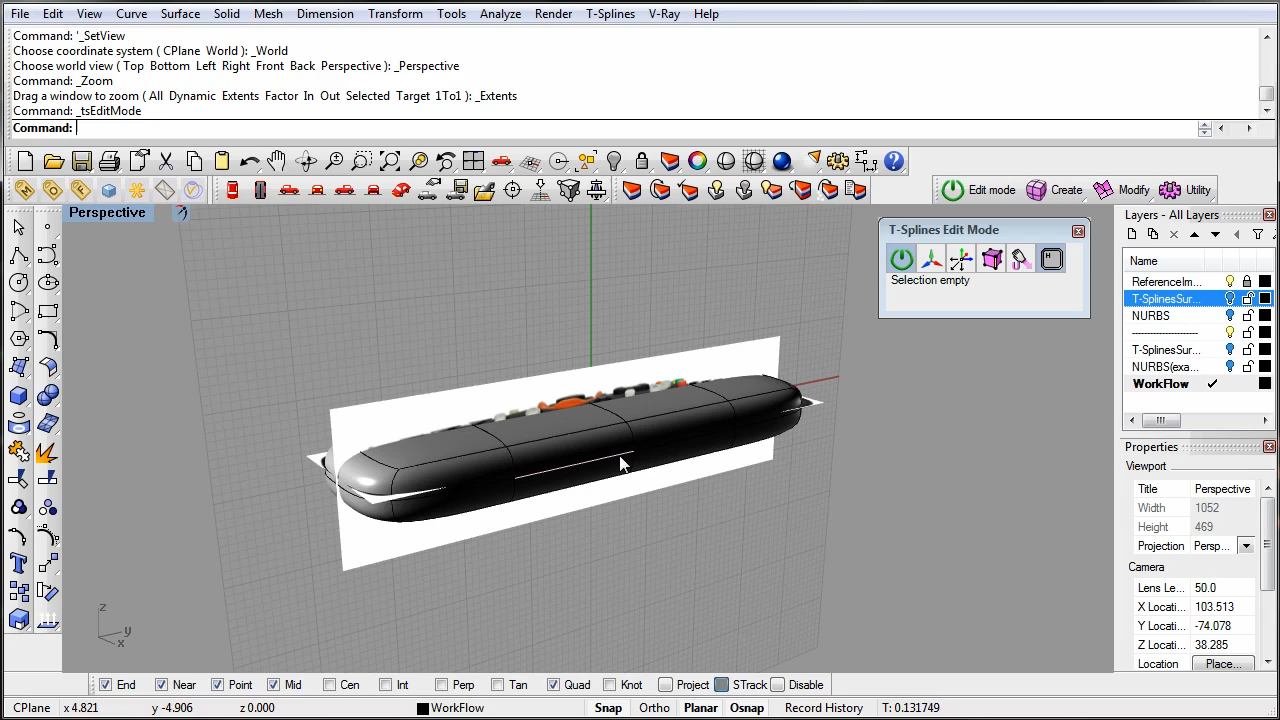 File Edit View Curve Surface Solid Mesh Dimension Transform Tools Analyze Render T-Splines V-Ray Help
Command: '_SetView
Choose coordinate system ( CPlane World ): _World
Choose world view ( Top Bottom Left Right Front Back Perspective ): _Perspective
Command: _Zoom
Drag a window to zoom ( All Dynamic Extents Factor In Out Selected Target 1To1 ): _Extents
Command: _tsEditMode
Command:
Edit mode Create Modify Utility
Perspective
T-Splines Edit Mode
Selection empty
Layers - All Layers
Name
ReferenceIm...
T-SplinesSur...
NURBS
--------------------
T-SplinesSur...
NURBS(exa...
WorkFlow
Properties
Viewport
Title Perspective
Width 1052
Height 469
Projection Persp...
Camera
Lens Le... 50.0
X Locati... 103.513
Y Locati... -74.078
Z Locati... 38.285
Location Place...
z
y
x
End Near Point Mid Cen Int Perp Tan Quad Knot Project STrack Disable
CPlane x 4.821 y -4.906 z 0.000 WorkFlow Snap Ortho Planar Osnap Record History T: 0.131749